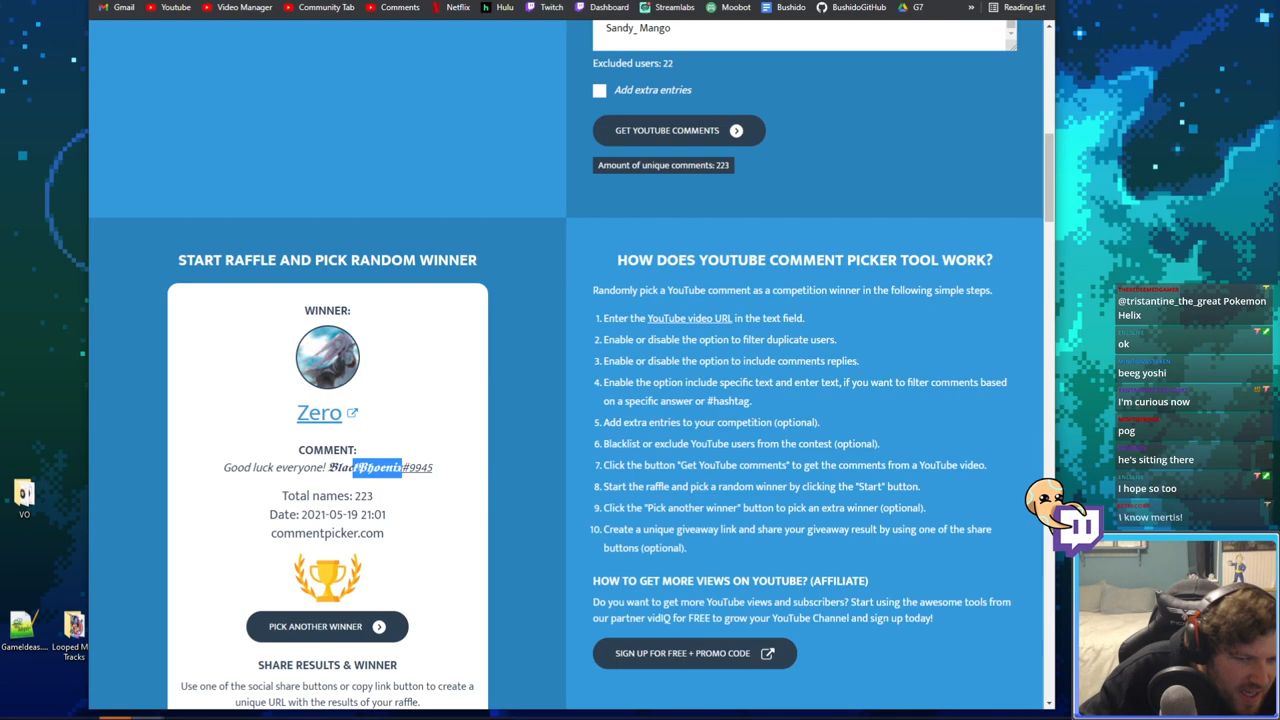 Gmail Youtube Video Manager Community Tab Comments Netflix Hulu Twitch Dashboard Streamlabs Moobot Bushido BushidoGitHub G7 » Reading list
Sandy_ Mango
Excluded users: 22
Add extra entries
GET YOUTUBE COMMENTS
Amount of unique comments: 223
START RAFFLE AND PICK RANDOM WINNER
WINNER:
Zero
COMMENT:
Good luck everyone! #9945
Total names: 223
Date: 2021-05-19 21:01
commentpicker.com
PICK ANOTHER WINNER
SHARE RESULTS & WINNER
Use one of the social share buttons or copy link button to create a
unique URL with the results of your raffle.
HOW DOES YOUTUBE COMMENT PICKER TOOL WORK?
Randomly pick a YouTube comment as a competition winner in the following simple steps.
1. Enter the YouTube video URL in the text field.
2. Enable or disable the option to filter duplicate users.
3. Enable or disable the option to include comments replies.
4. Enable the option include specific text and enter text, if you want to filter comments based
on a specific answer or #hashtag.
5. Add extra entries to your competition (optional).
6. Blacklist or exclude YouTube users from the contest (optional).
7. Click the button "Get YouTube comments" to get the comments from a YouTube video.
8. Start the raffle and pick a random winner by clicking the "Start" button.
9. Click the "Pick another winner" button to pick an extra winner (optional).
10. Create a unique giveaway link and share your giveaway result by using one of the share
buttons (optional).
HOW TO GET MORE VIEWS ON YOUTUBE? (AFFILIATE)
Do you want to get more YouTube views and subscribers? Start using the awesome tools from
our partner vidIQ for FREE to grow your YouTube Channel and sign up today!
SIGN UP FOR FREE + PROMO CODE
@tristantine_the_great Pokemon
Helix
ok
beeg yoshi
I'm curious now
pog
he's sitting there
I hope so too
I know mertis!
VO
GameIdeas....
Looped M...
Tracks